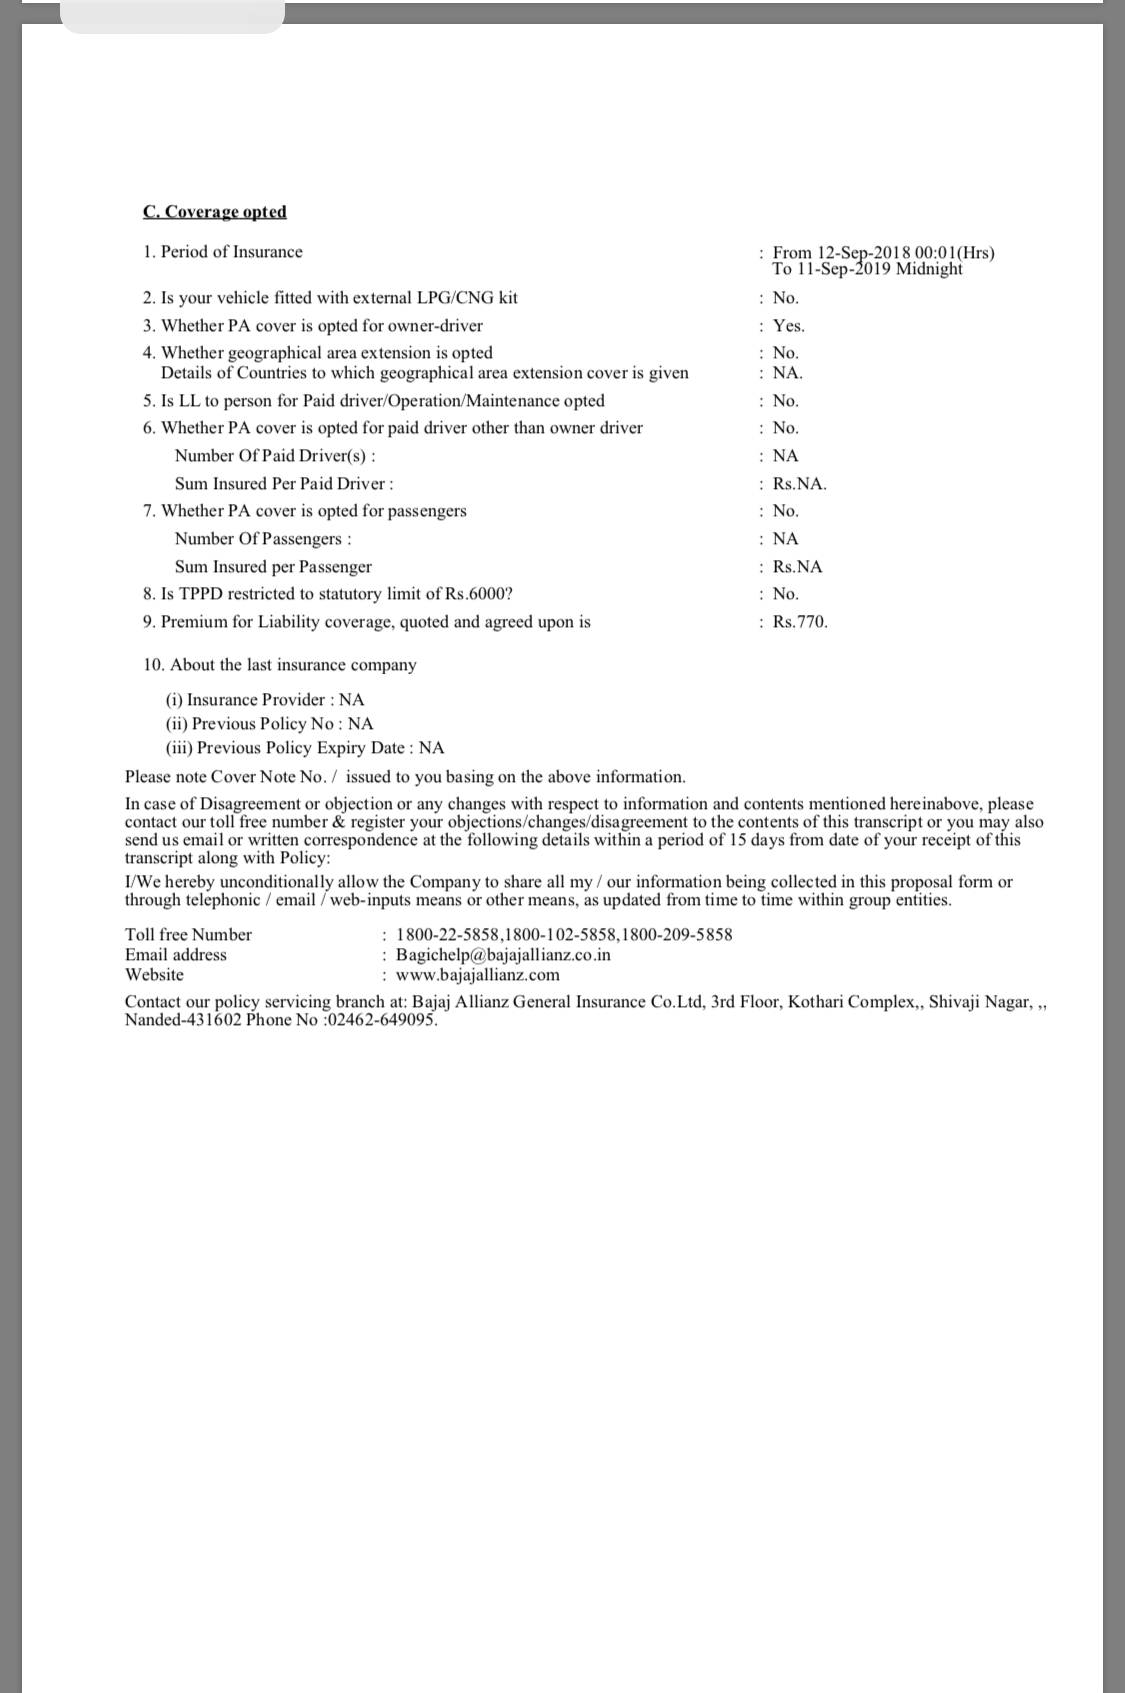 C. Coverage opted
1. Period of Insurance : From 12-Sep-2018 00:01(Hrs)
To 11-Sep-2019 Midnight
2. Is your vehicle fitted with external LPG/CNG kit : No.
3. Whether PA cover is opted for owner-driver : Yes.
4. Whether geographical area extension is opted : No.
Details of Countries to which geographical area extension cover is given : NA.
5. Is LL to person for Paid driver/Operation/Maintenance opted : No.
6. Whether PA cover is opted for paid driver other than owner driver : No.
Number Of Paid Driver(s) : : NA
Sum Insured Per Paid Driver : : Rs.NA.
7. Whether PA cover is opted for passengers : No.
Number Of Passengers : : NA
Sum Insured per Passenger : Rs.NA
8. Is TPPD restricted to statutory limit of Rs.6000? : No.
9. Premium for Liability coverage, quoted and agreed upon is : Rs.770.
10. About the last insurance company
(i) Insurance Provider : NA
(ii) Previous Policy No : NA
(iii) Previous Policy Expiry Date : NA
Please note Cover Note No. / issued to you basing on the above information.
In case of Disagreement or objection or any changes with respect to information and contents mentioned hereinabove, please
contact our toll free number & register your objections/changes/disagreement to the contents of this transcript or you may also
send us email or written correspondence at the following details within a period of 15 days from date of your receipt of this
transcript along with Policy:
I/We hereby unconditionally allow the Company to share all my / our information being collected in this proposal form or
through telephonic / email / web-inputs means or other means, as updated from time to time within group entities.
Toll free Number : 1800-22-5858,1800-102-5858,1800-209-5858
Email address : Bagichelp@bajajallianz.co.in
Website : www.bajajallianz.com
Contact our policy servicing branch at: Bajaj Allianz General Insurance Co.Ltd, 3rd Floor, Kothari Complex,, Shivaji Nagar, ,,
Nanded-431602 Phone No :02462-649095.